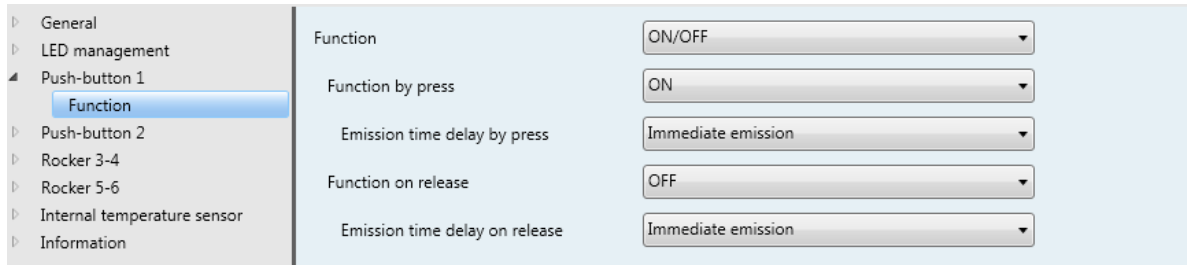 General
LED management
Push-button 1
Function
Push-button 2
Rocker 3-4
Rocker 5-6
Internal temperature sensor
Information
Function ON/OFF
Function by press ON
Emission time delay by press Immediate emission
Function on release OFF
Emission time delay on release Immediate emission